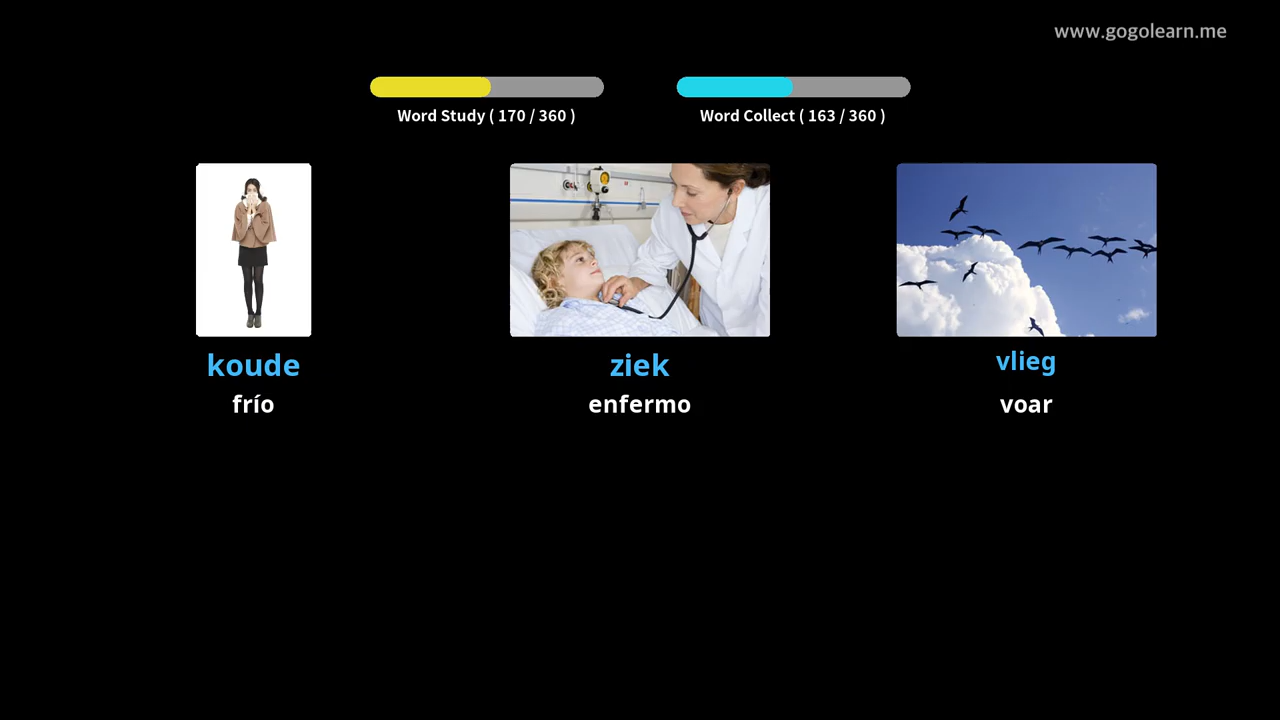 www.gogolearn.me
Word Study ( 170 / 360 )
Word Collect ( 163 / 360 )
koude
frío
ziek
enfermo
vlieg
voar